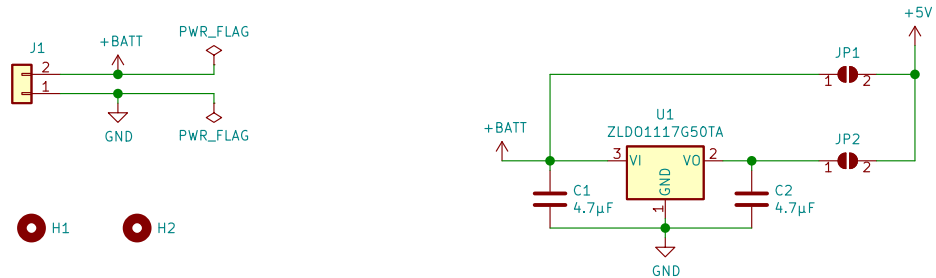 J1
+BATT
PWR_FLAG
2
1
GND
PWR_FLAG
H1
H2
+5V
JP1
1 2
U1
ZLDO1117G50TA
+BATT
JP2
3 VI VO 2
1 2
GND
1
C1
4.7µF
C2
4.7µF
GND